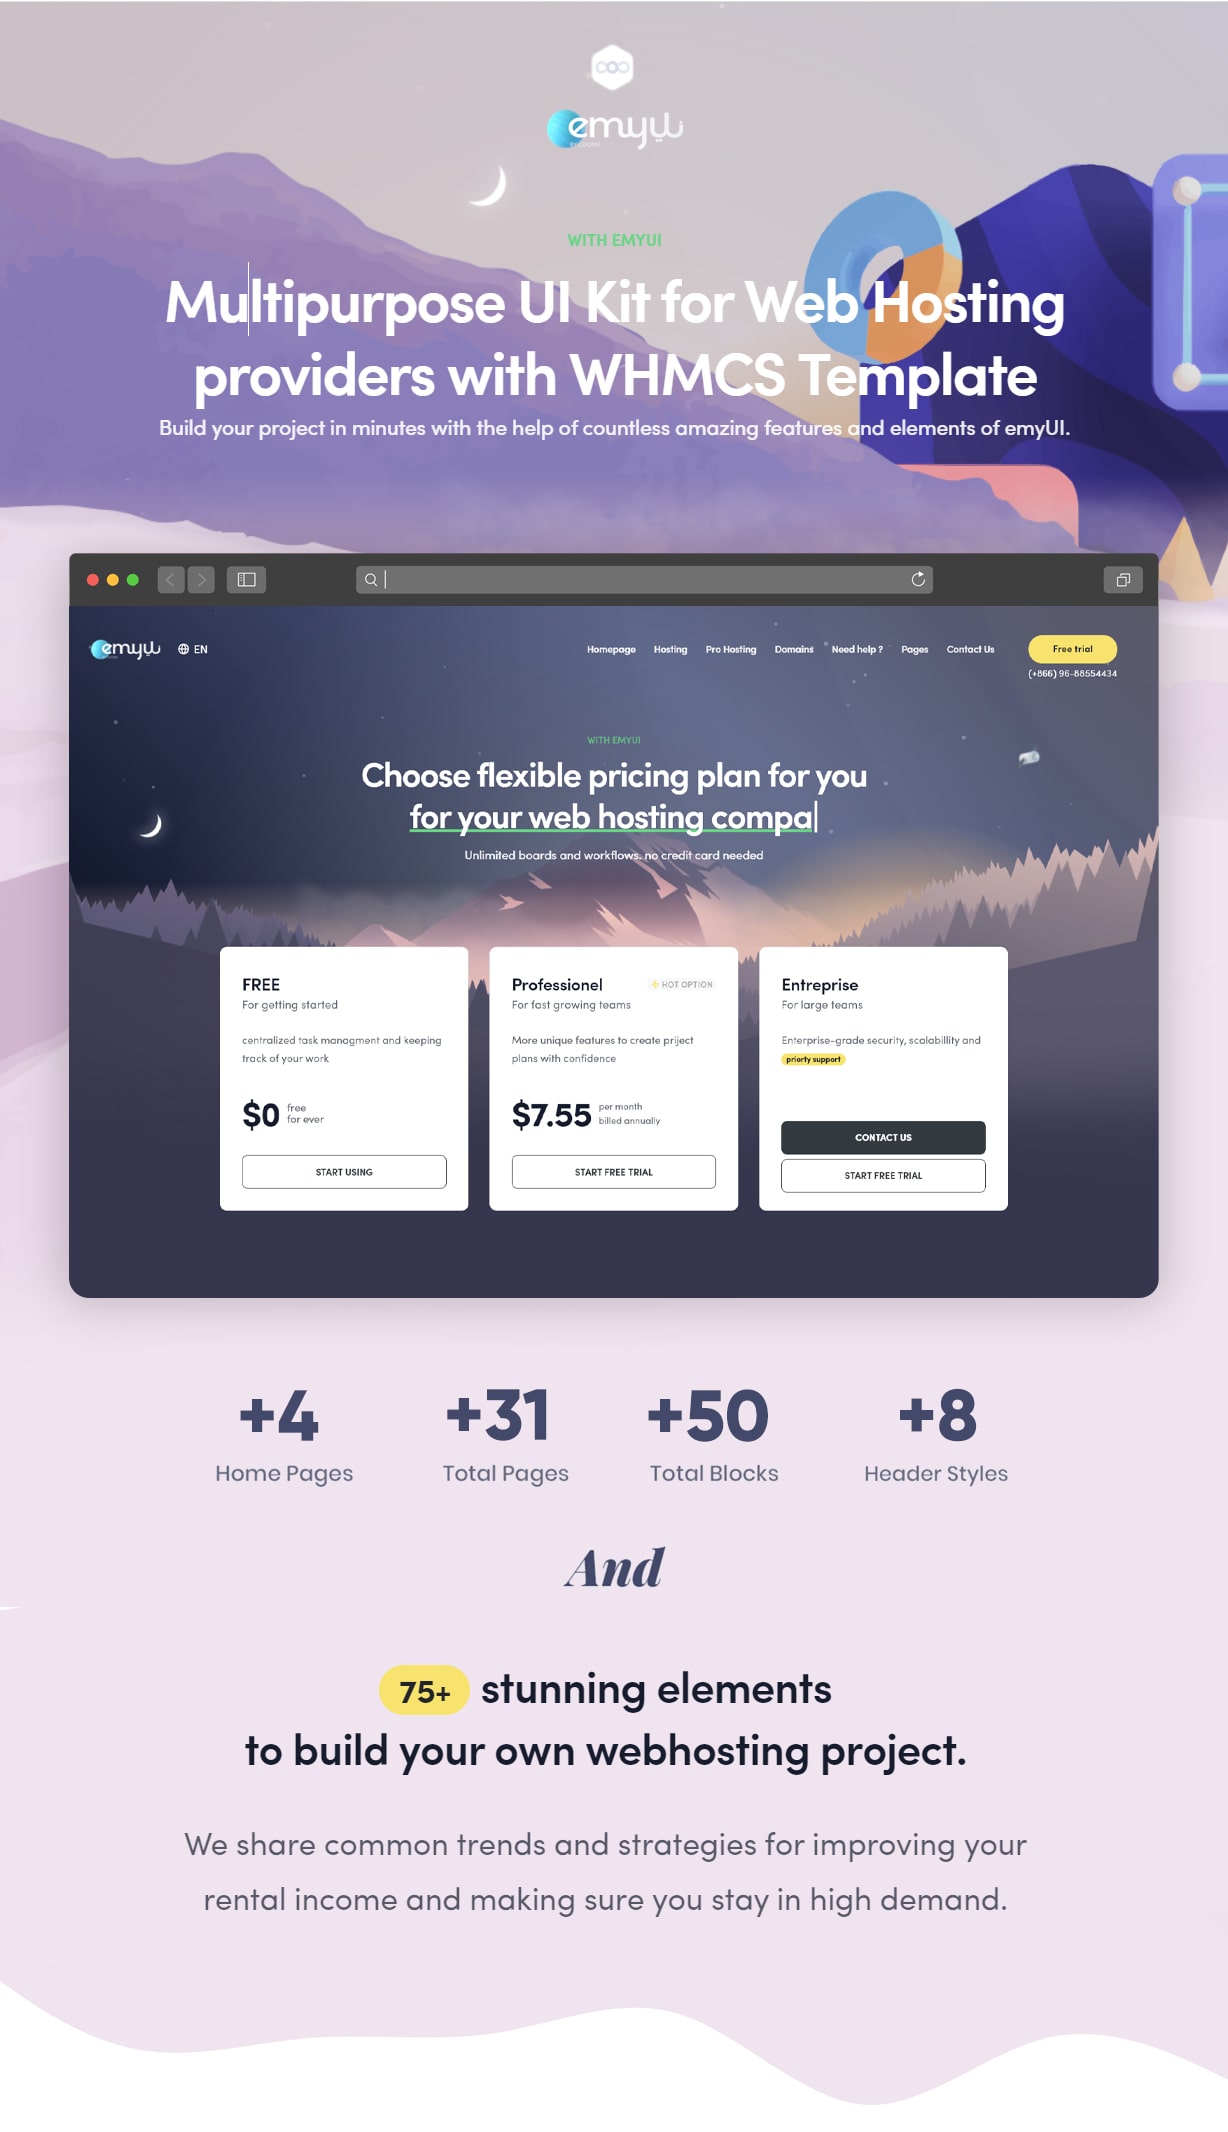 emyui
WITH EMYUI
Multipurpose UI Kit for Web Hosting
providers with WHMCS Template
Build your project in minutes with the help of countless amazing features and elements of emyUI.
emyui EN Homepage Hosting Pro Hosting Domains Need help ? Pages Contact Us Free trial
(+866) 96-88554434
WITH EMYUI
Choose flexible pricing plan for you
for your web hosting compa
Unlimited boards and workflows. no credit card needed
FREE
For getting started
centralized task managment and keeping
track of your work
$0 free
for ever
START USING
Professionel HOT OPTION
For fast growing teams
More unique features to create priject
plans with confidence
$7.55 per month
billed annually
START FREE TRIAL
Entreprise
For large teams
Enterprise-grade security, scalabillity and
priorty support
CONTACT US
START FREE TRIAL
+4 +31 +50 +8
Home Pages Total Pages Total Blocks Header Styles
And
75+ stunning elements
to build your own webhosting project.
We share common trends and strategies for improving your
rental income and making sure you stay in high demand.